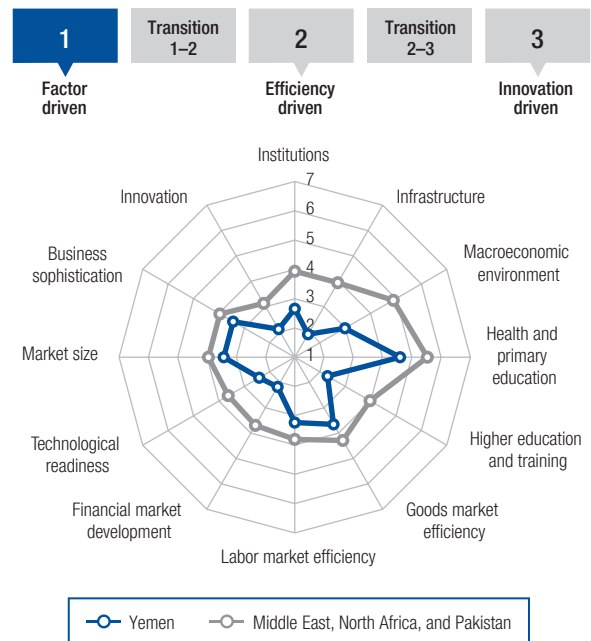 1
Transition
1–2
2
Transition
2–3
3
Factor
driven
Efficiency
driven
Innovation
driven
Institutions
7
6
5
4
3
2
1
Infrastructure
Macroeconomic
environment
Health and
primary
education
Higher education
and training
Goods market
efficiency
Labor market efficiency
Financial market
development
Technological
readiness
Market size
Business
sophistication
Innovation
Yemen
Middle East, North Africa, and Pakistan